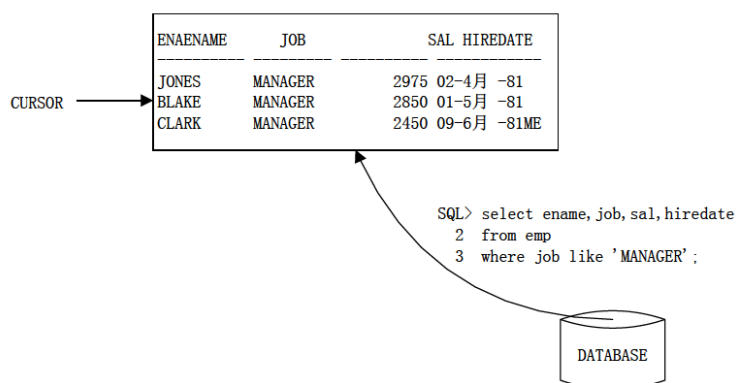 ENAENAME JOB SAL HIREDATE
---------- --------- ---------- ------------
JONES MANAGER 2975 02-4月 -81
CURSOR
BLAKE MANAGER 2850 01-5月 -81
CLARK MANAGER 2450 09-6月 -81ME
SQL> select ename,job,sal,hiredate
2 from emp
3 where job like 'MANAGER';
DATABASE